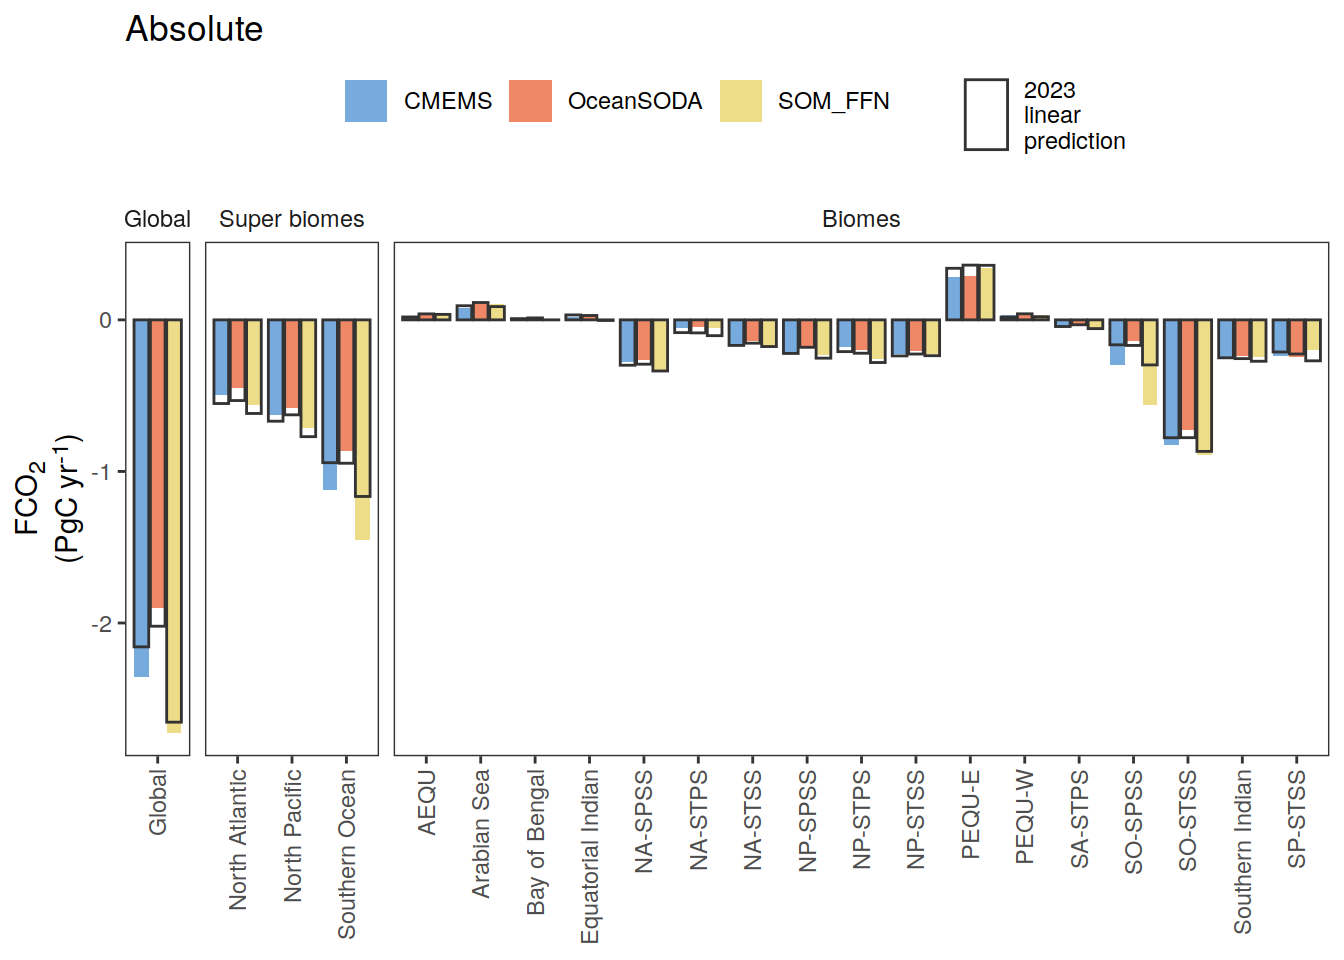 Absolute
CMEMS
OceanSODA
SOM_FFN
2023
linear
prediction
Global
Super biomes
Biomes
FCO₂
(PgC yr⁻¹)
0
-1
-2
Global
North Atlantic
North Pacific
Southern Ocean
AEQU
Arabian Sea
Bay of Bengal
Equatorial Indian
NA-SPSS
NA-STPS
NA-STSS
NP-SPSS
NP-STPS
NP-STSS
PEQU-E
PEQU-W
SA-STPS
SO-SPSS
SO-STSS
Southern Indian
SP-STSS